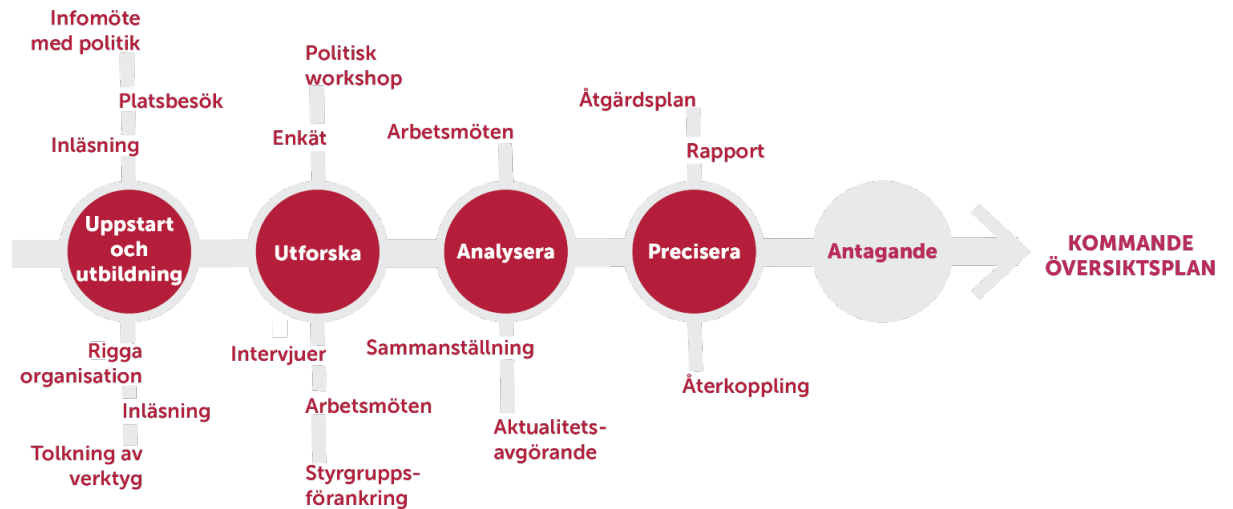 Infomöte
med politik
Platsbesök
Inläsning
Uppstart
och
utbildning
Rigga
organisation
Inläsning
Tolkning av
verktyg
Politisk
workshop
Enkät
Utforska
Intervjuer
Arbetsmöten
Styrgrupps-
förankring
Arbetsmöten
Analysera
Sammanställning
Aktualitets-
avgörande
Åtgärdsplan
Rapport
Precisera
Återkoppling
Antagande
KOMMANDE
ÖVERSIKTSPLAN